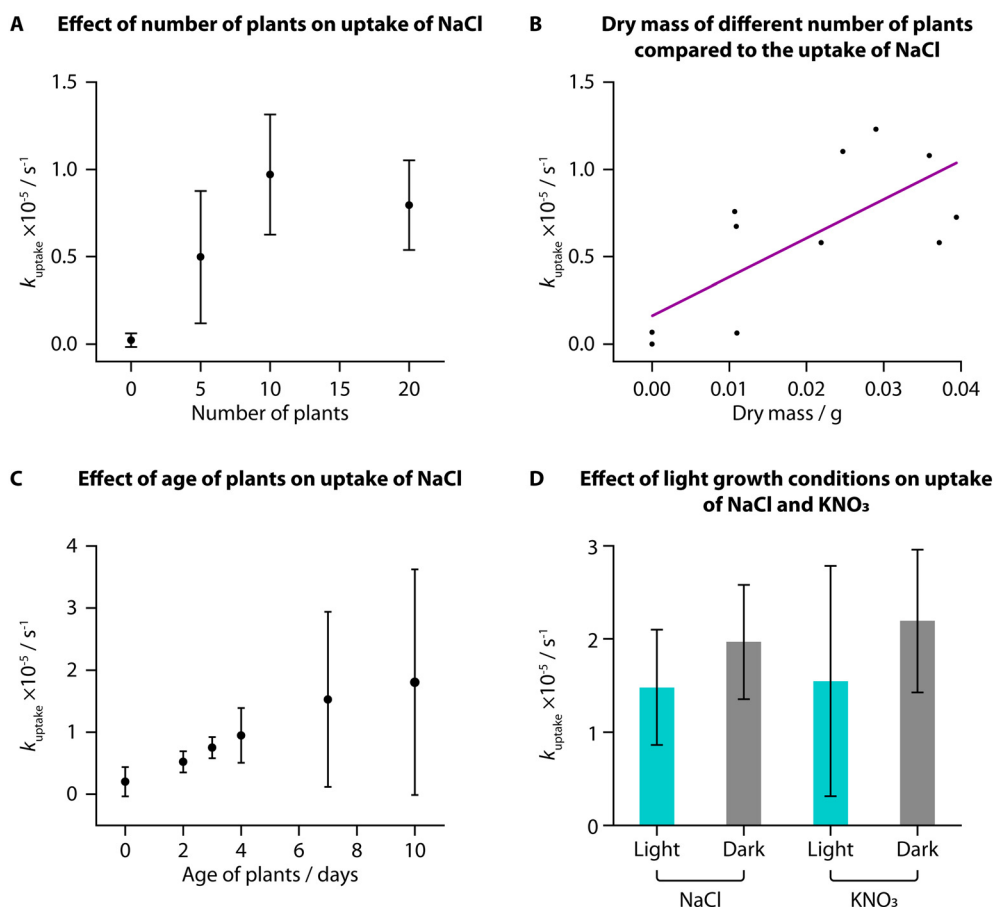 A Effect of number of plants on uptake of NaCl
1.5
1.0
0.5
0.0
k_uptake ×10⁻⁵ / s⁻¹
0 5 10 15 20
Number of plants
B Dry mass of different number of plants
compared to the uptake of NaCl
1.5
1.0
0.5
0.0
k_uptake ×10⁻⁵ / s⁻¹
0.00 0.01 0.02 0.03 0.04
Dry mass / g
C Effect of age of plants on uptake of NaCl
4
3
2
1
0
k_uptake ×10⁻⁵ / s⁻¹
0 2 4 6 8 10
Age of plants / days
D Effect of light growth conditions on uptake
of NaCl and KNO₃
3
2
1
0
k_uptake ×10⁻⁵ / s⁻¹
Light Dark Light Dark
NaCl KNO₃